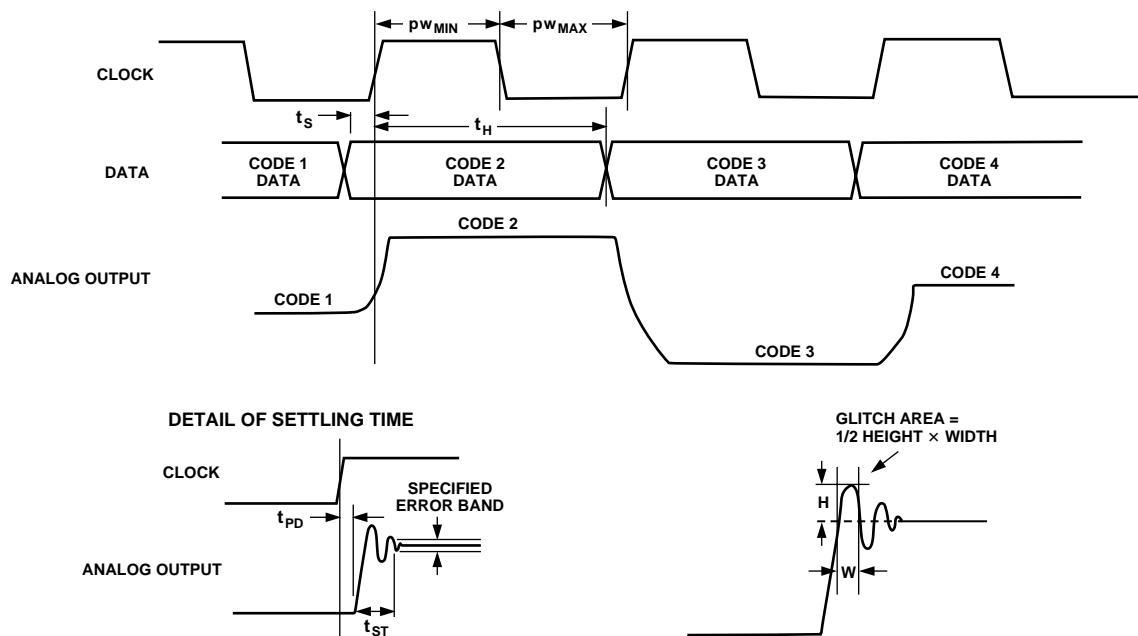 pwMIN
pwMAX
CLOCK
tS
tH
DATA
CODE 1
DATA
CODE 2
DATA
CODE 3
DATA
CODE 4
DATA
CODE 2
ANALOG OUTPUT
CODE 1
CODE 4
CODE 3
DETAIL OF SETTLING TIME
CLOCK
SPECIFIED
ERROR BAND
tPD
ANALOG OUTPUT
tST
GLITCH AREA =
1/2 HEIGHT × WIDTH
H
W